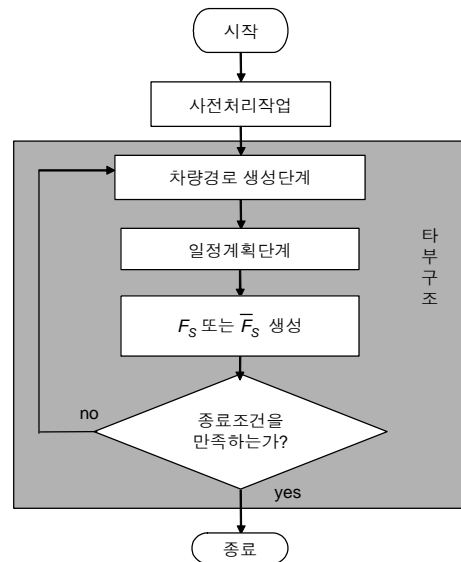 시작
사전처리작업
차량경로 생성단계
일정계획단계
타
부
구
조
F_S 또는 F̅_S 생성
종료조건을
만족하는가?
no
yes
종료